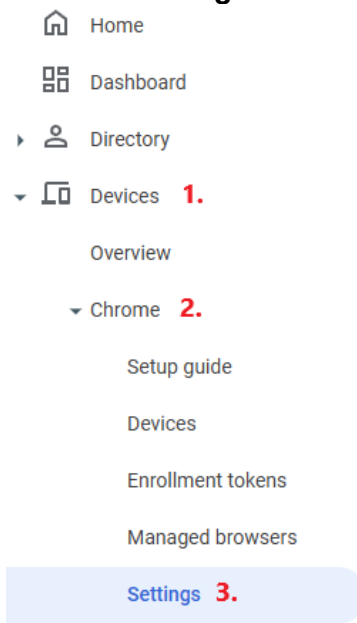 Home
Dashboard
Directory
Devices 1.
Overview
Chrome 2.
Setup guide
Devices
Enrollment tokens
Managed browsers
Settings 3.